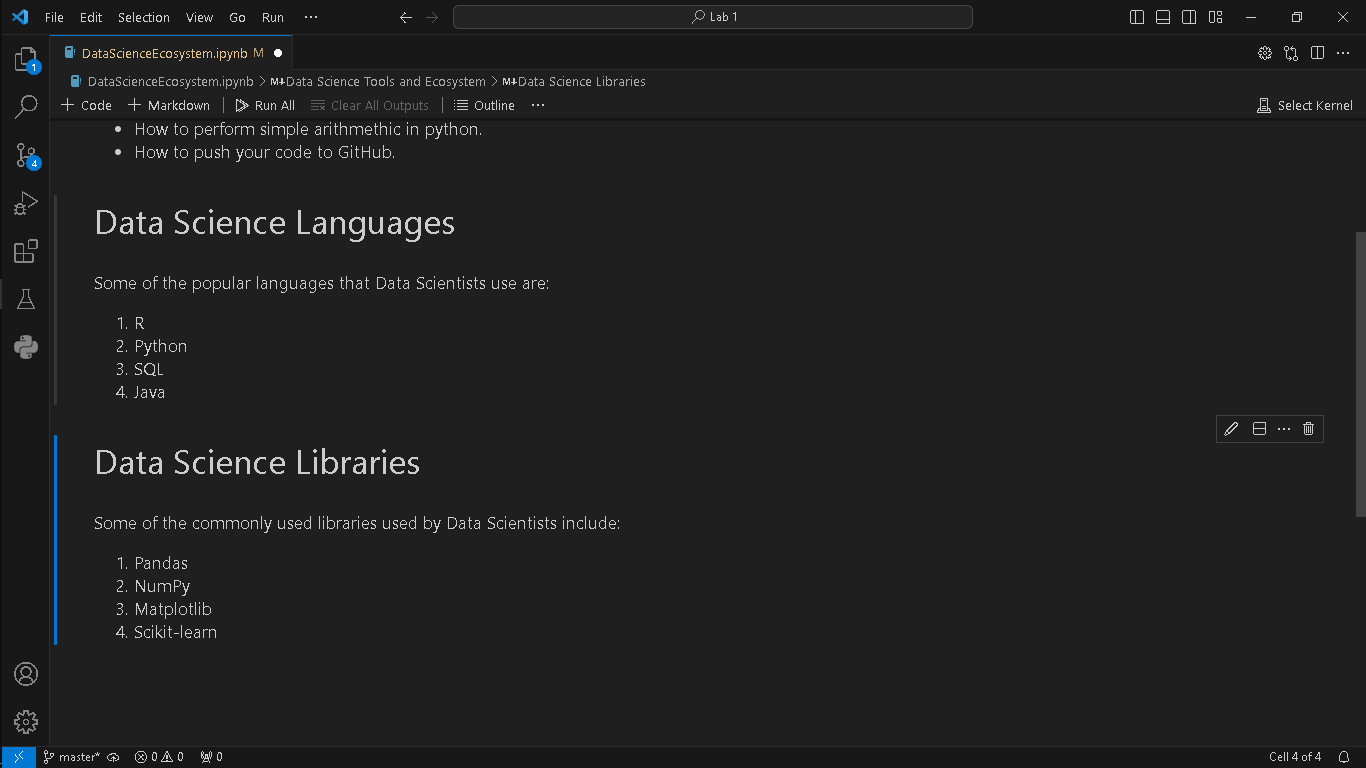 File Edit Selection View Go Run ... Lab 1
DataScienceEcosystem.ipynb M
DataScienceEcosystem.ipynb > M↓Data Science Tools and Ecosystem > M↓Data Science Libraries
+ Code + Markdown Run All Clear All Outputs Outline ... Select Kernel
1
4
• How to perform simple arithmethic in python.
• How to push your code to GitHub.
Data Science Languages
Some of the popular languages that Data Scientists use are:
1. R
2. Python
3. SQL
4. Java
Data Science Libraries
Some of the commonly used libraries used by Data Scientists include:
1. Pandas
2. NumPy
3. Matplotlib
4. Scikit-learn
master* 0 0 0 Cell 4 of 4